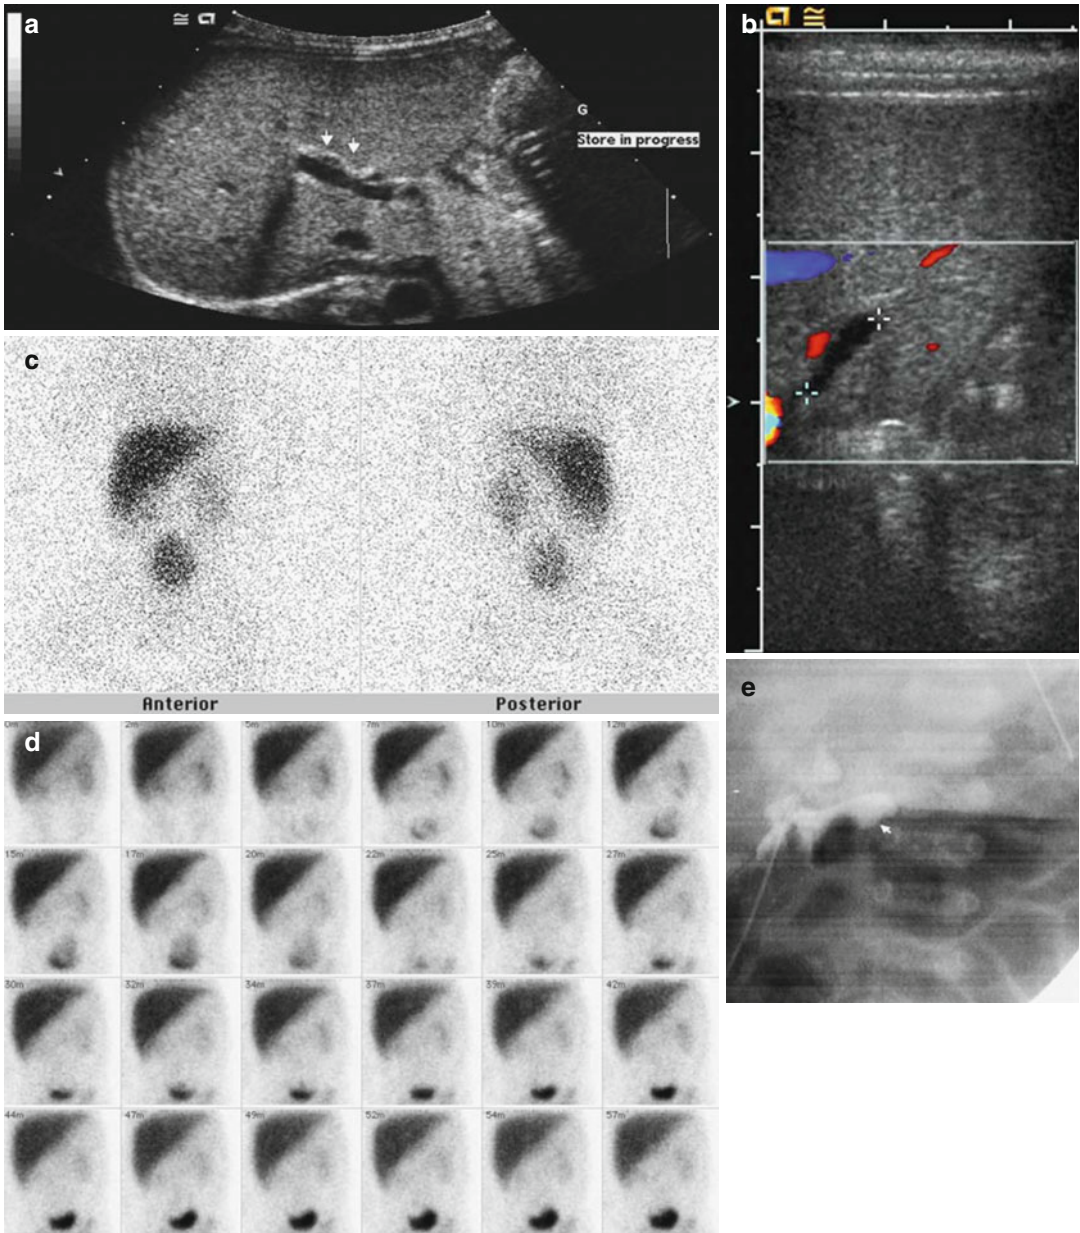 a
G
Store in progress
b
c
Anterior
Posterior
d
0m 2m 5m 7m 10m 12m
15m 17m 20m 22m 25m 27m
30m 32m 34m 37m 39m 42m
44m 47m 49m 52m 54m 57m
e